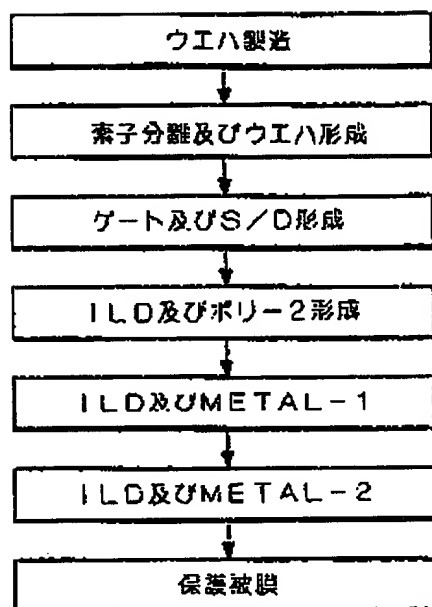 ウエハ製造
素子分離及びウエハ形成
ゲート及びS/D形成
ILD及びポリー2形成
ILD及びMETAL-1
ILD及びMETAL-2
保護被膜